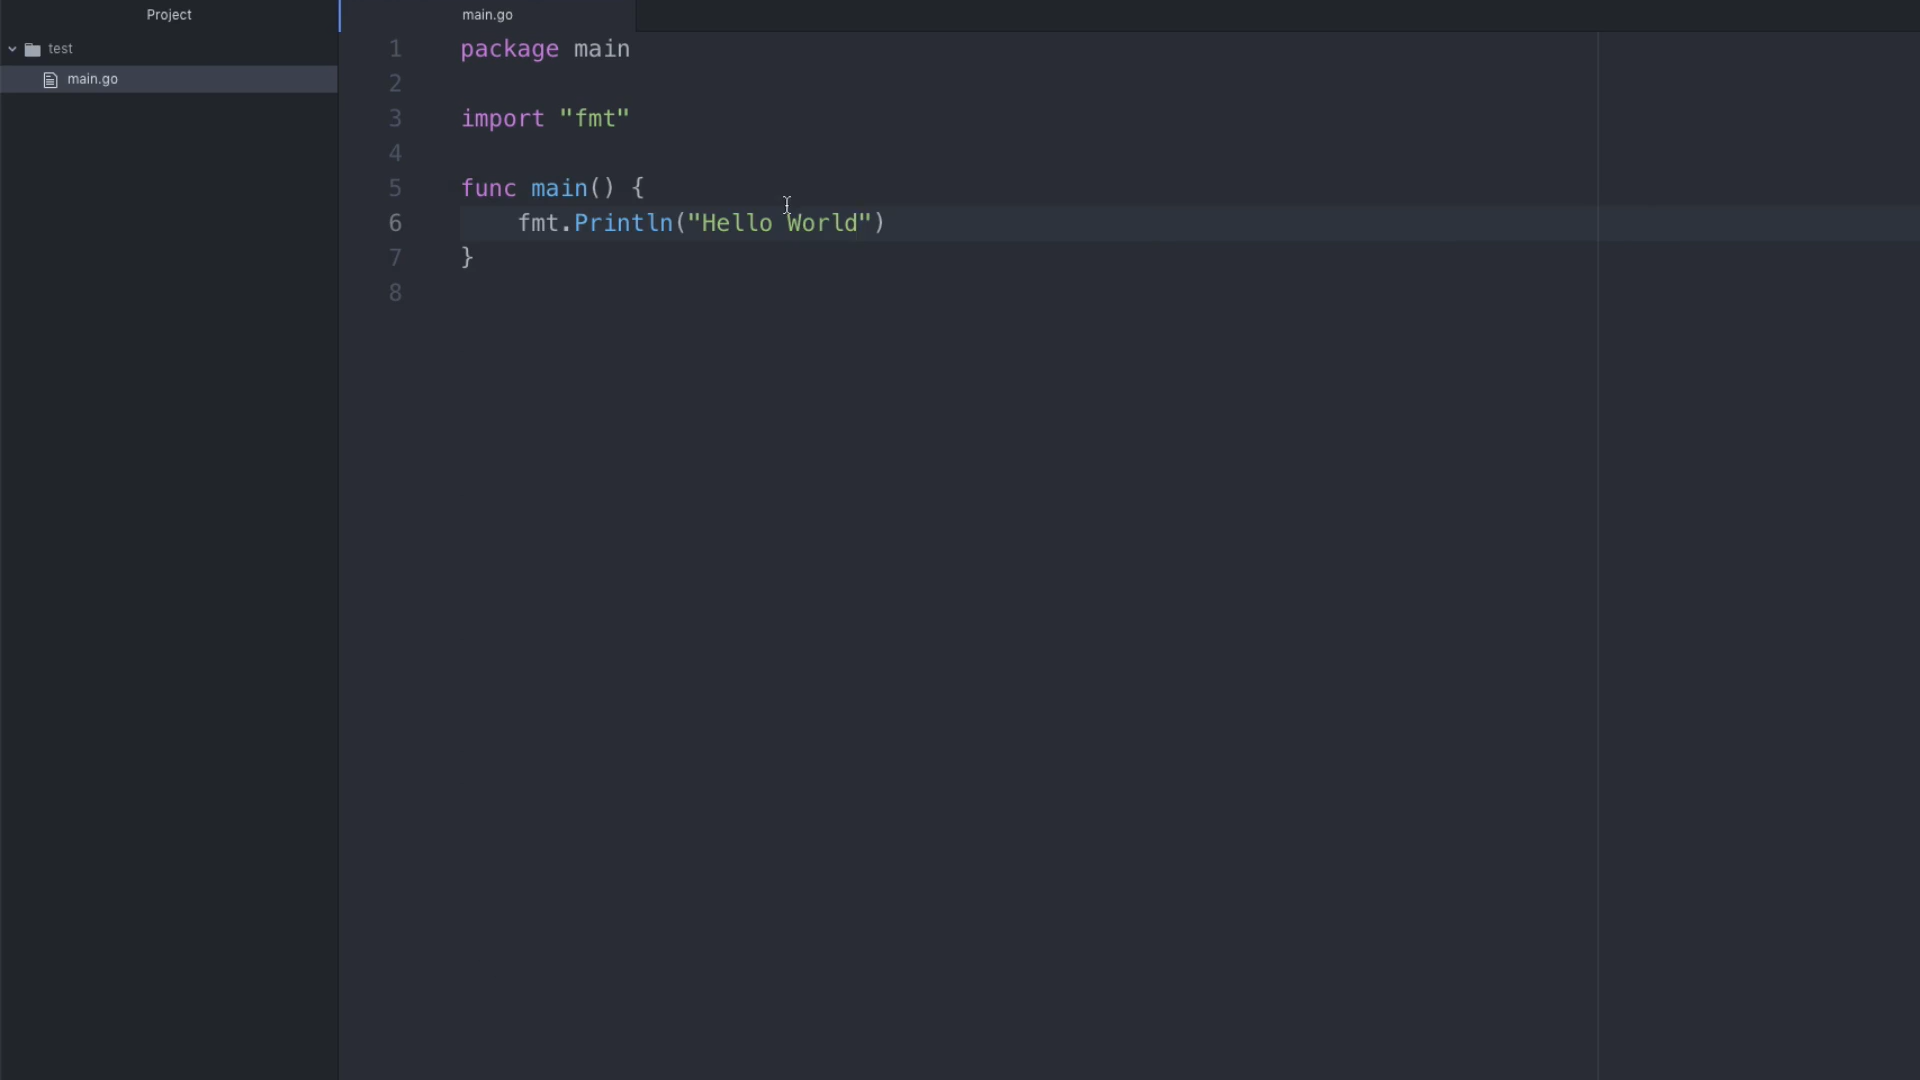 Project
test
main.go
main.go
1 package main
2
3 import "fmt"
4
5 func main() {
6     fmt.Println("Hello World")
7 }
8